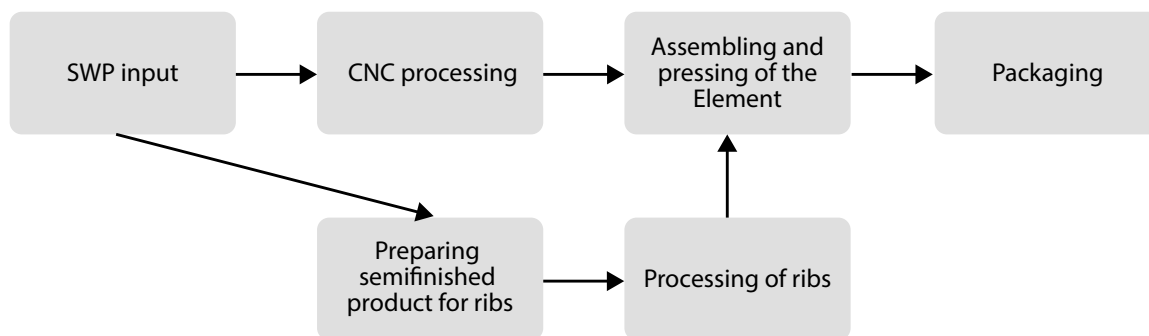 SWP input
CNC processing
Assembling and
pressing of the
Element
Packaging
Preparing
semifinished
product for ribs
Processing of ribs